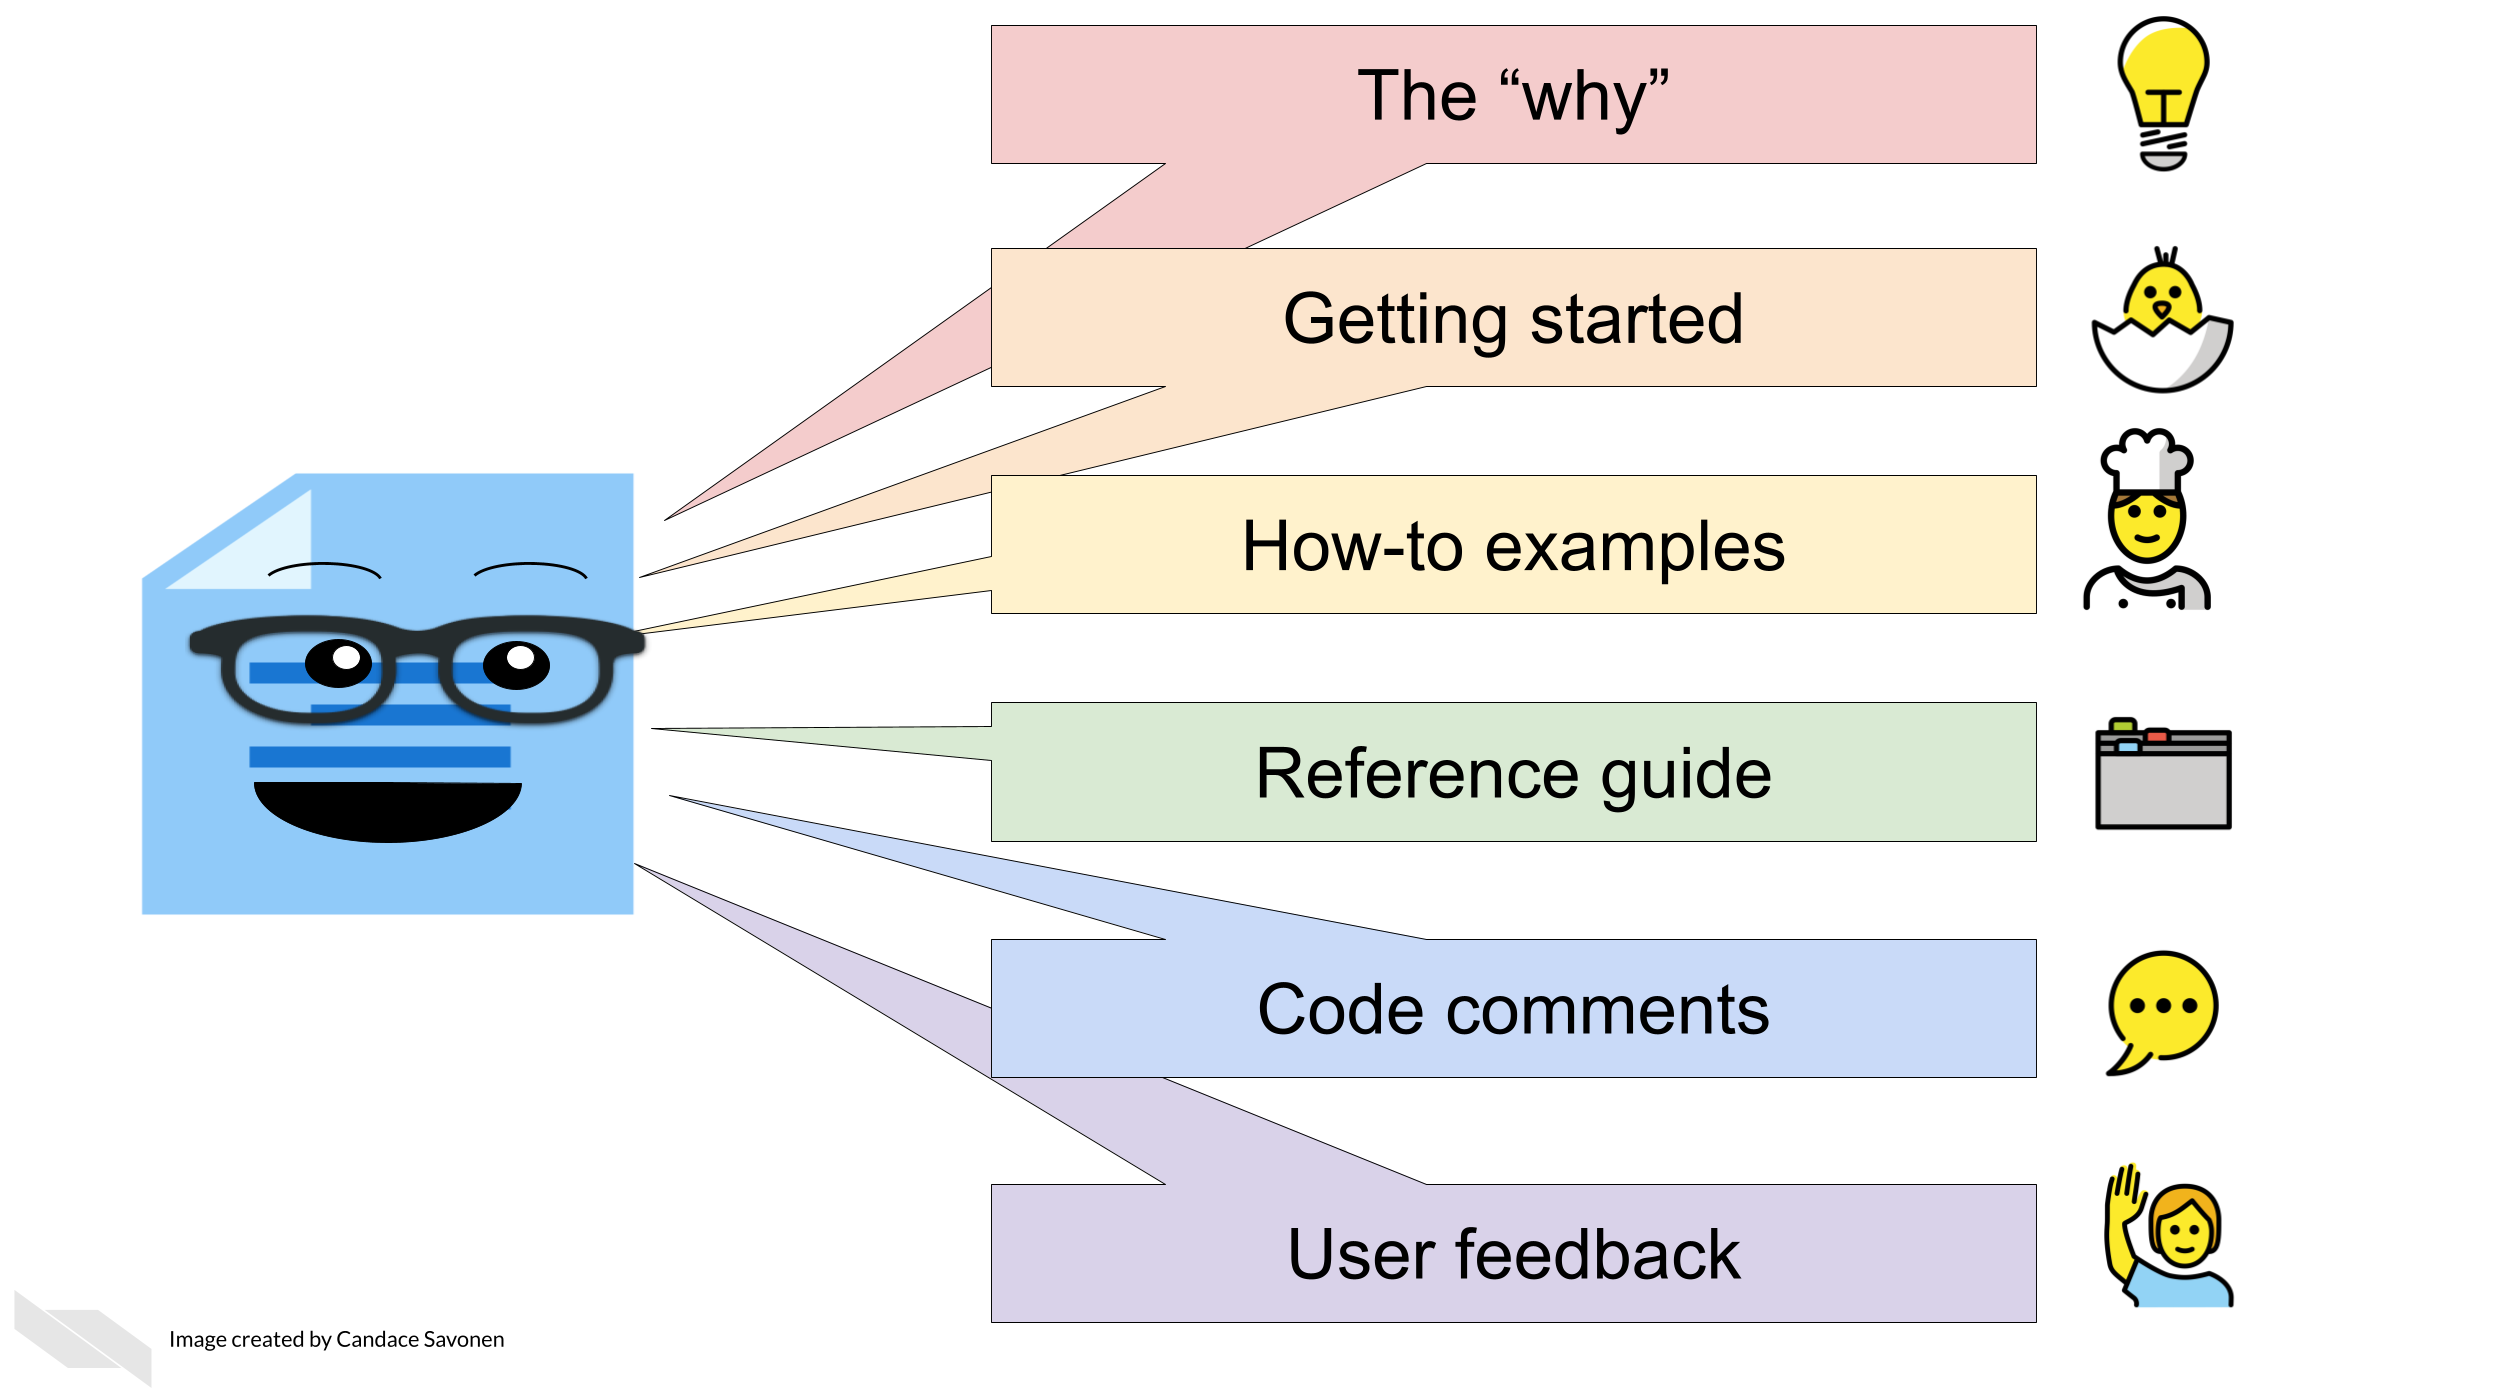 The “why”
Getting started
How-to examples
Reference guide
Code comments
User feedback
Image created by Candace Savonen